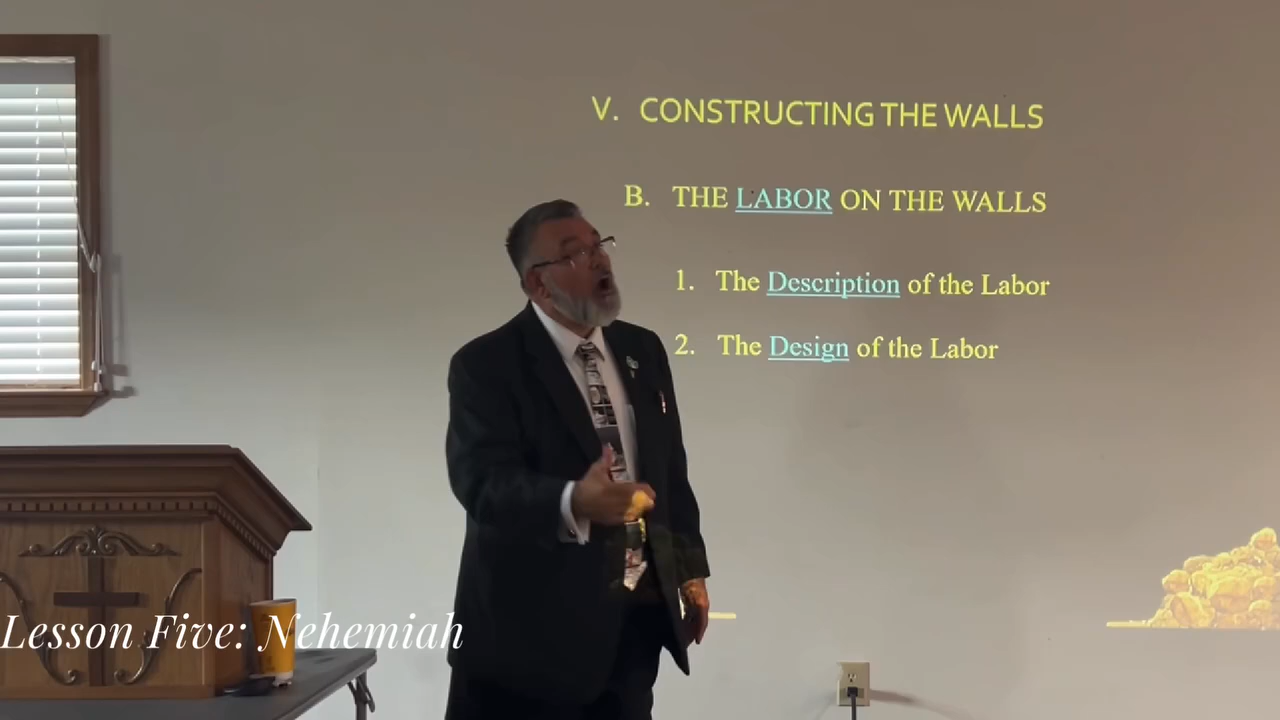 V. CONSTRUCTING THE WALLS
B. THE LABOR ON THE WALLS
1. The Description of the Labor
2. The Design of the Labor
Lesson Five: Nehemiah